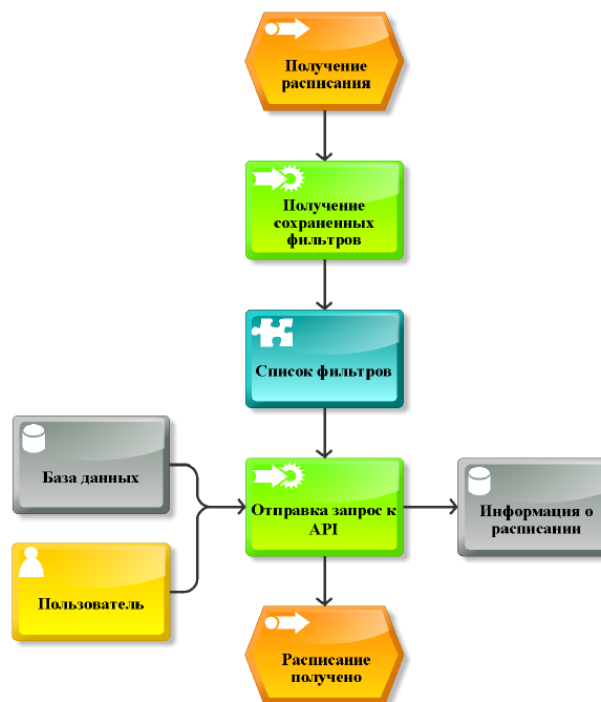 Получение
расписания
Получение
сохраненных
фильтров
Список фильтров
База данных
Отправка запрос к
API
Информация о
расписании
Пользователь
Расписание
получено